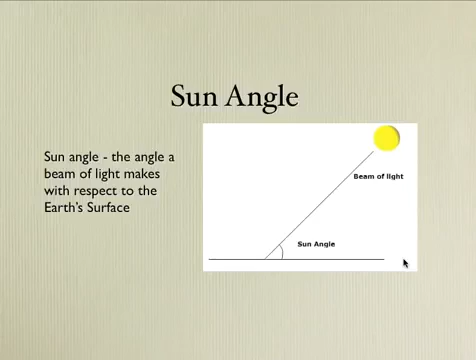 Sun Angle
Sun angle - the angle a
beam of light makes
with respect to the
Earth's Surface
Beam of light
Sun Angle